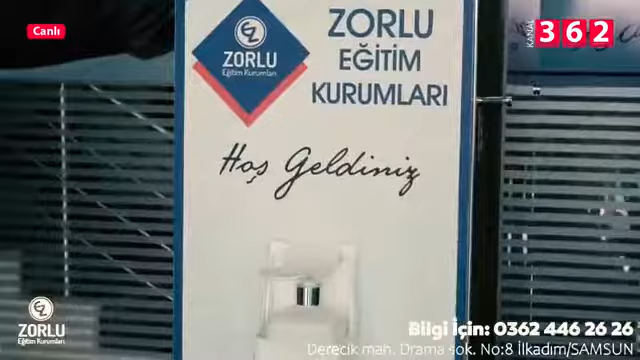 Canlı
KANAL
362
ZORLU
Eğitim Kurumları
ZORLU
EĞİTİM
KURUMLARI
Hoş Geldiniz
ZORLU
Eğitim Kurumları
Bilgi İçin: 0362 446 26 26
Derecik mah. Drama sok. No:8 İlkadım/SAMSUN